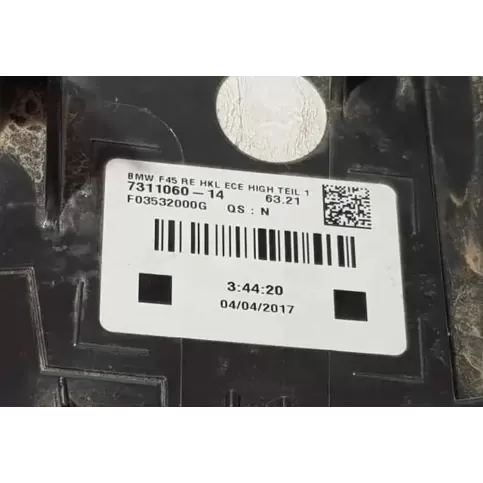 BMW F45 RE HKL ECE HIGH TEIL 1
7311060-14 63.21
F03532000G QS : N
3:44:20
04/04/2017